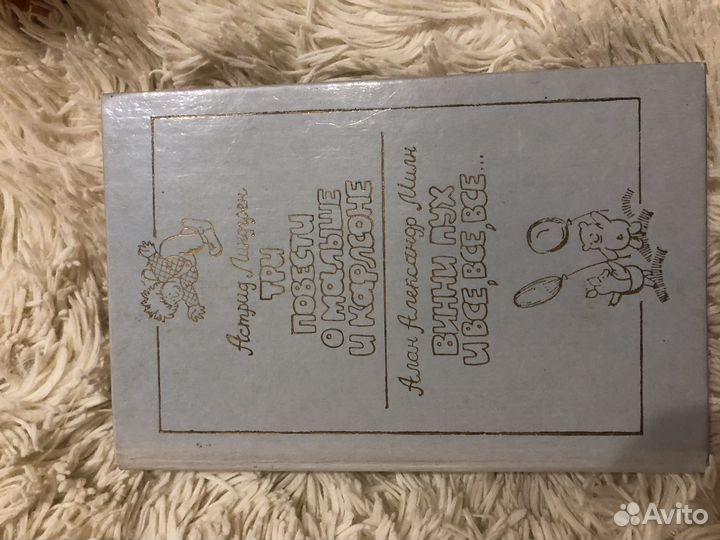 Астрид Линдгрен
ТРИ
ПОВЕСТИ
О МАЛЫШЕ
И КАРЛСОНЕ
Алан Александр Милн
ВИННИ ПУХ
И ВСЕ, ВСЕ, ВСЕ...
Avito